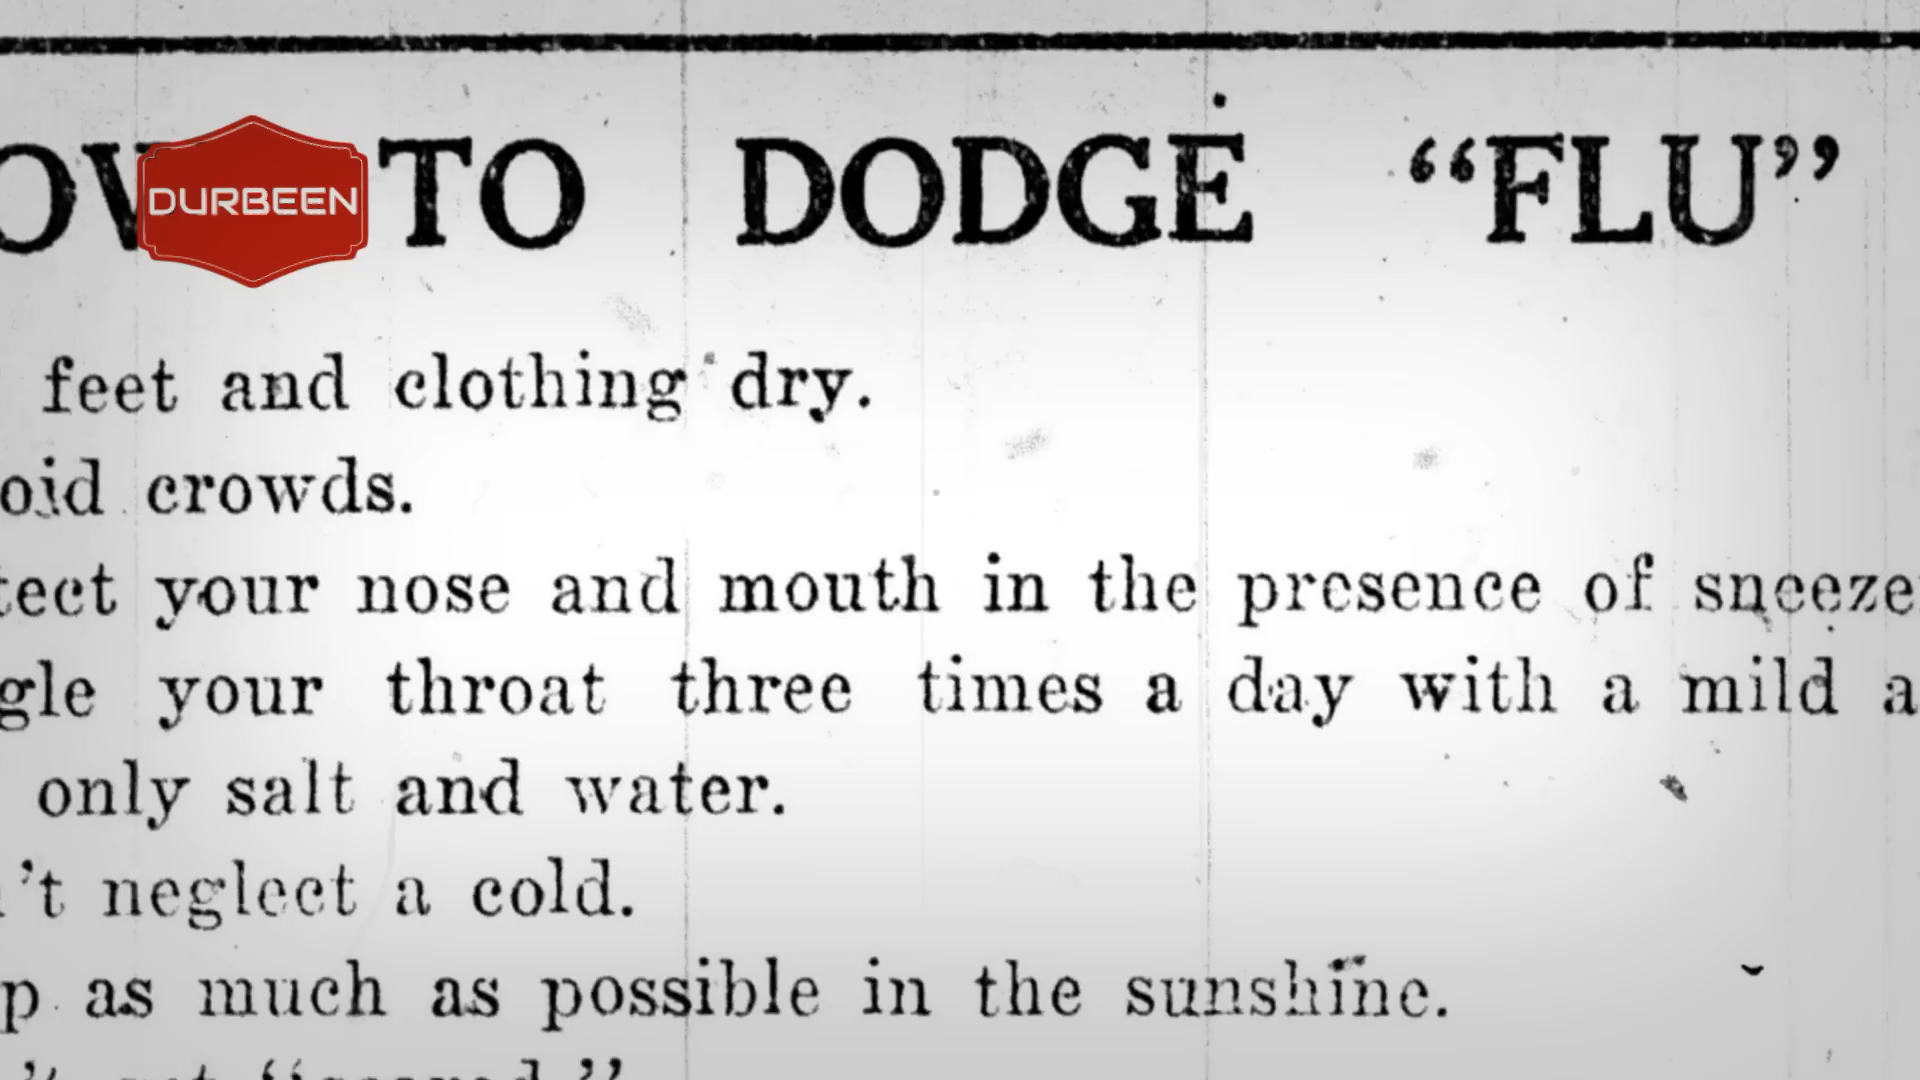 OW TO DODGE “FLU”
DURBEEN
feet and clothing dry.
oid crowds.
tect your nose and mouth in the presence of sneeze
gle your throat three times a day with a mild a
only salt and water.
't neglect a cold.
p as much as possible in the sunshine.
't get “scared.”